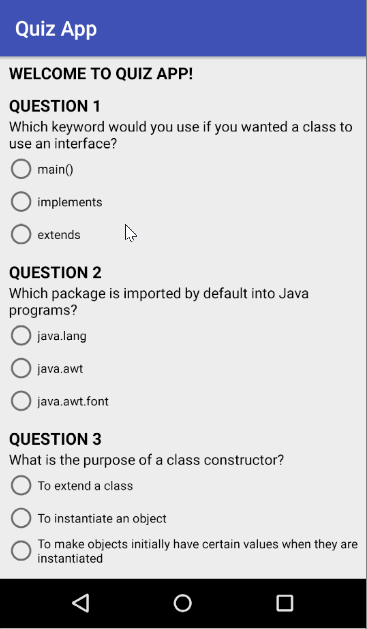 Quiz App
WELCOME TO QUIZ APP!
QUESTION 1
Which keyword would you use if you wanted a class to
use an interface?
main()
implements
extends
QUESTION 2
Which package is imported by default into Java
programs?
java.lang
java.awt
java.awt.font
QUESTION 3
What is the purpose of a class constructor?
To extend a class
To instantiate an object
To make objects initially have certain values when they are
instantiated